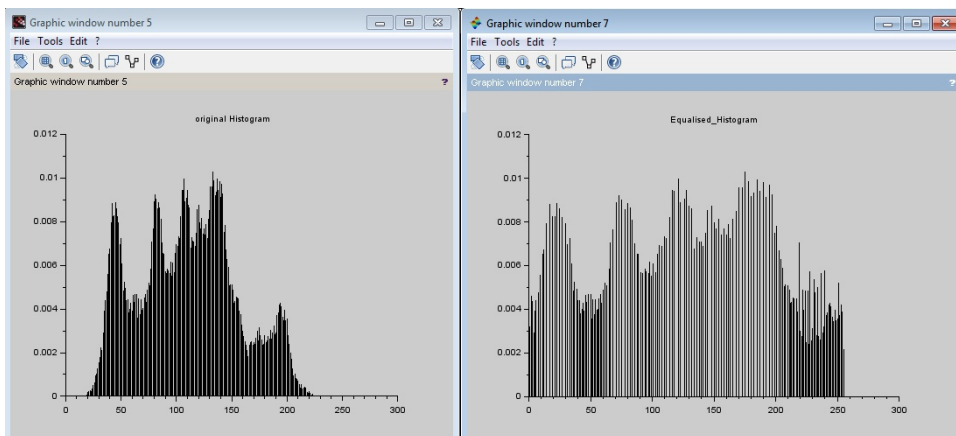 Graphic window number 5
File Tools Edit ?
Graphic window number 5 ?
original Histogram
0.012
0.01
0.008
0.006
0.004
0.002
0
0 50 100 150 200 250 300
Graphic window number 7
File Tools Edit ?
Graphic window number 7 ?
Equalised_Histogram
0.012
0.01
0.008
0.006
0.004
0.002
0
0 50 100 150 200 250 300